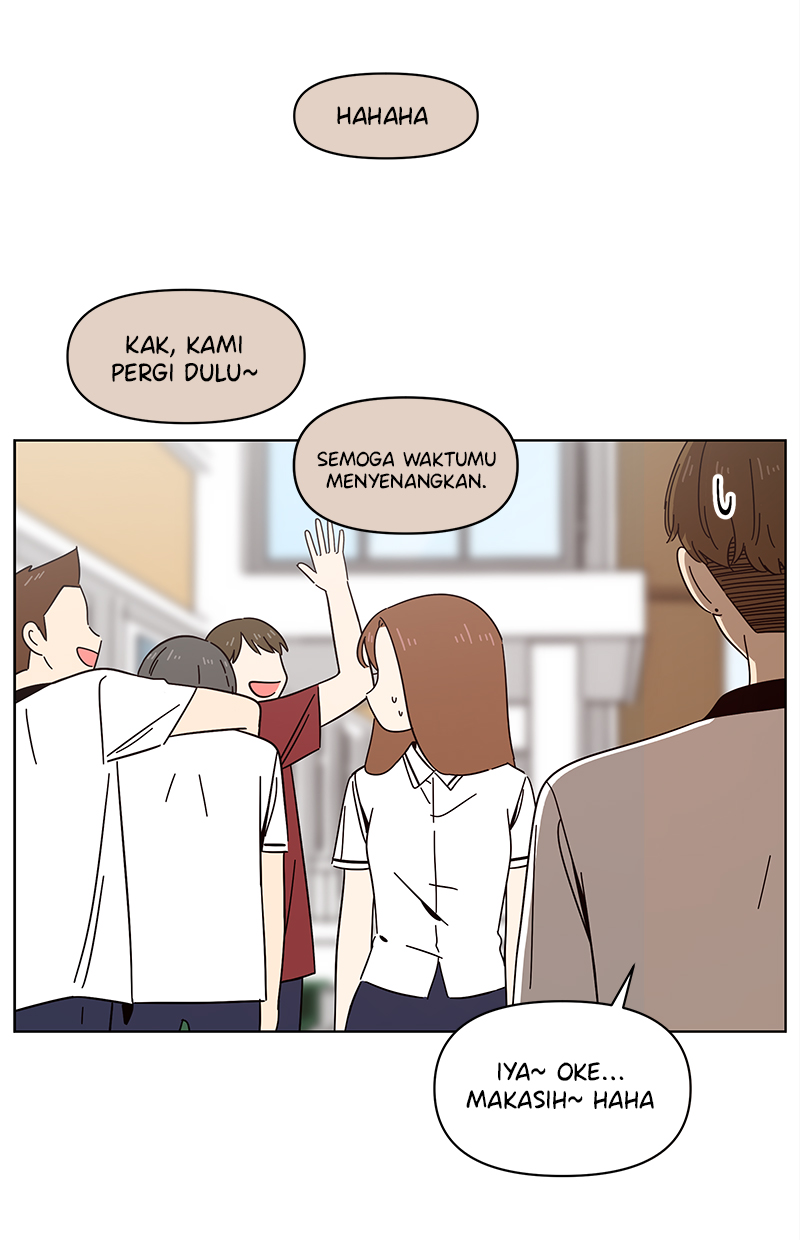 HAHAHA
KAK, KAMI
PERGI DULU~
SEMOGA WAKTUMU
MENYENANGKAN.
IYA~ OKE...
MAKASIH~ HAHA